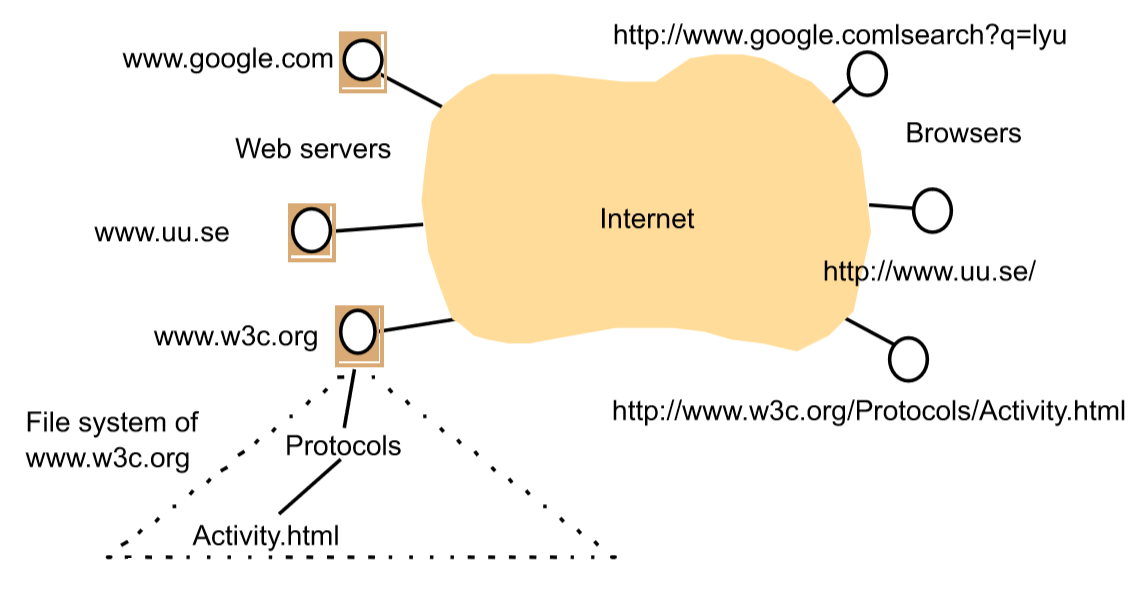 http://www.google.comlsearch?q=lyu
www.google.com
Browsers
Web servers
Internet
www.uu.se
http://www.uu.se/
www.w3c.org
http://www.w3c.org/Protocols/Activity.html
File system of
www.w3c.org
Protocols
Activity.html